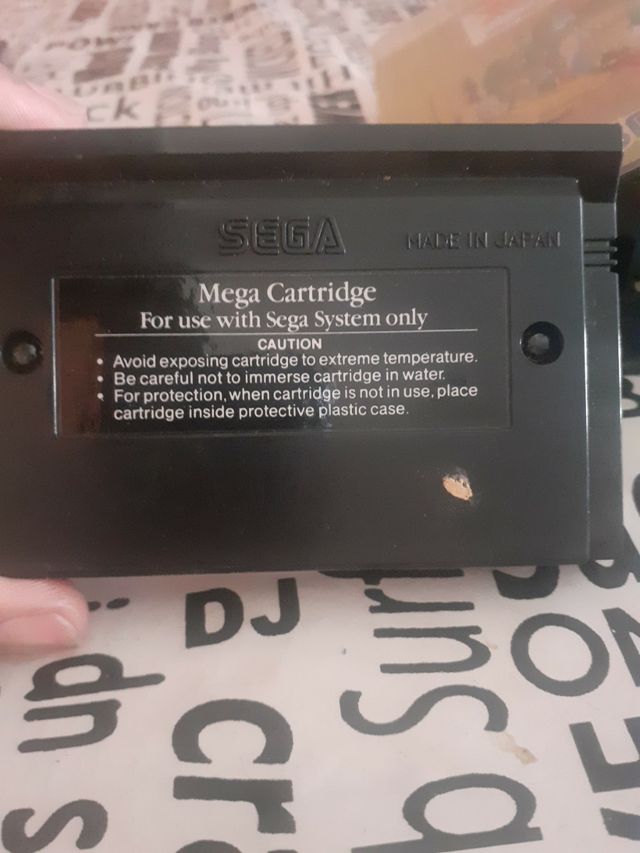 ck
SEGA
MADE IN JAPAN
Mega Cartridge
For use with Sega System only
CAUTION
• Avoid exposing cartridge to extreme temperature.
• Be careful not to immerse cartridge in water.
• For protection, when cartridge is not in use, place
cartridge inside protective plastic case.
DJ
up